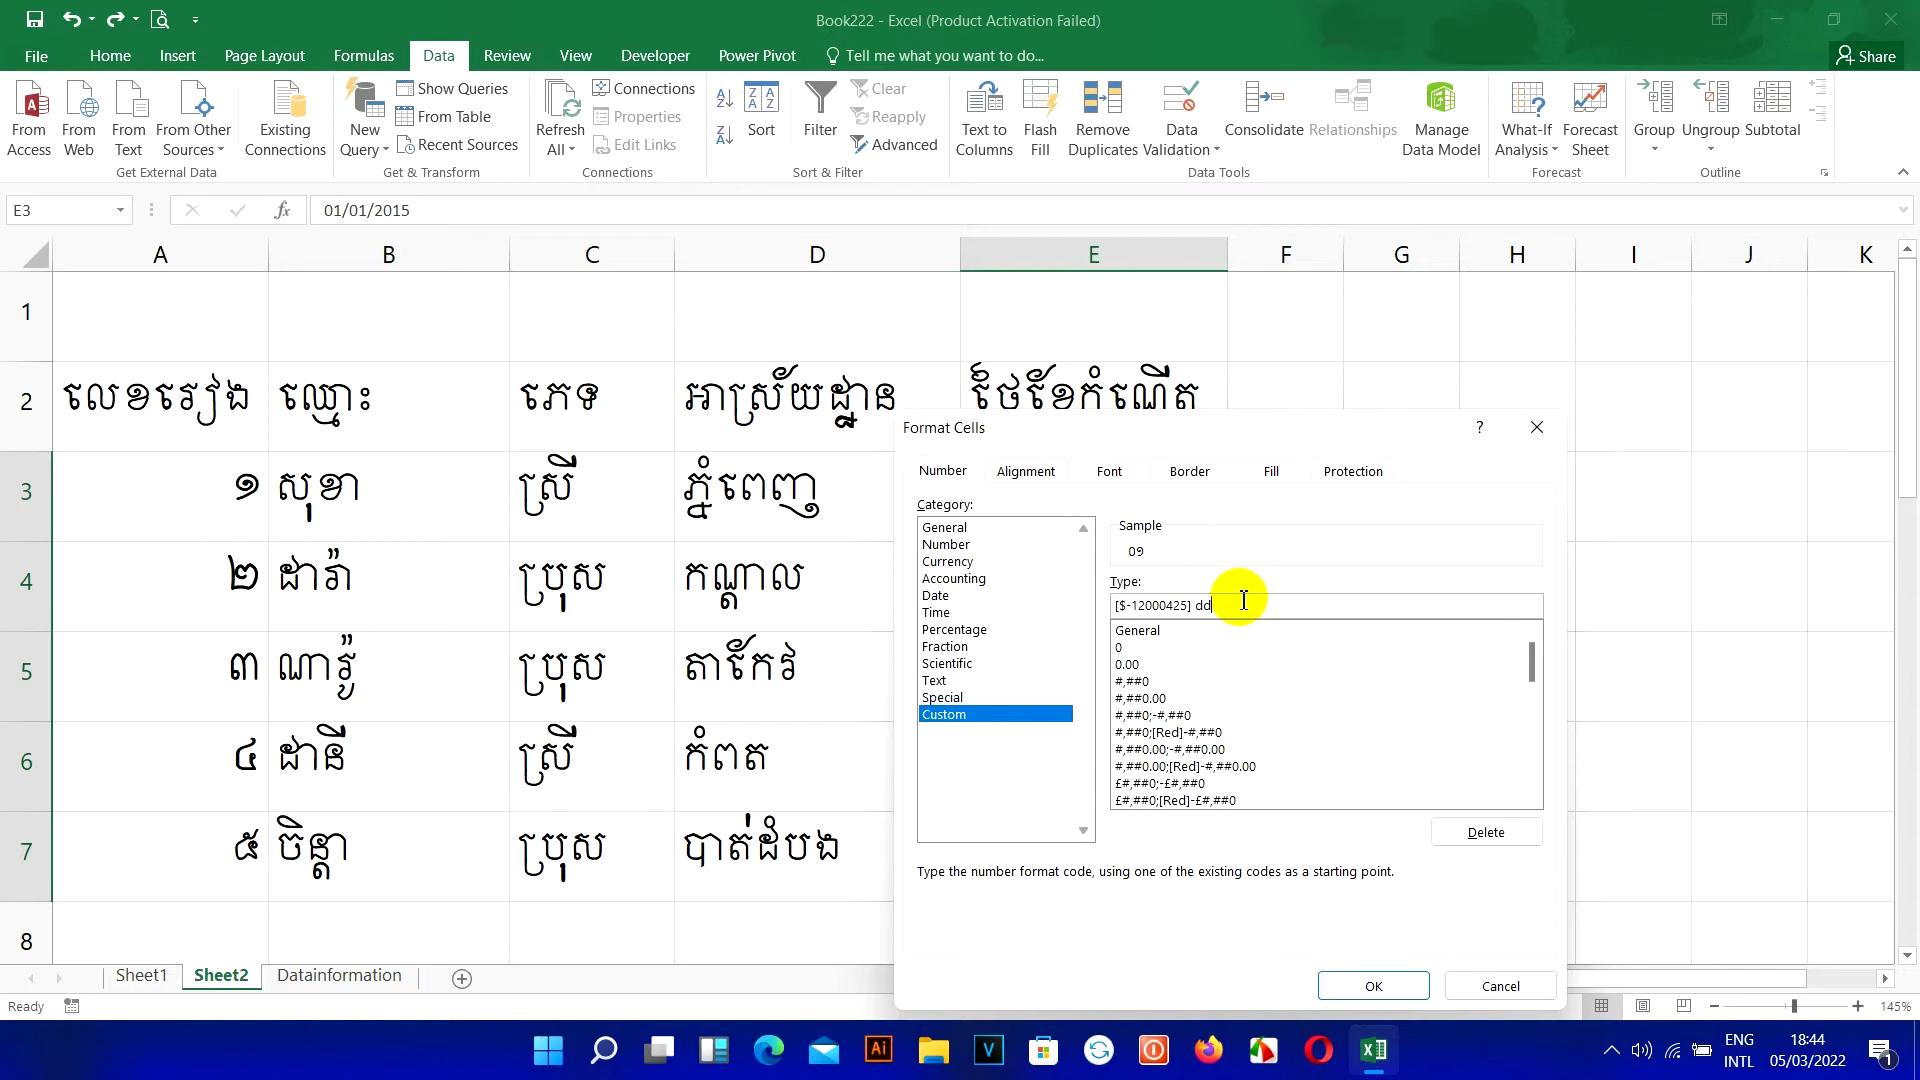 Book222 - Excel (Product Activation Failed)
File Home Insert Page Layout Formulas Data Review View Developer Power Pivot Tell me what you want to do... Share
From Access
From Web
From Text
From Other Sources
Existing Connections
Get External Data
New Query
Show Queries
From Table
Recent Sources
Get & Transform
Refresh All
Connections
Properties
Edit Links
Connections
Sort
Filter
Clear
Reapply
Advanced
Sort & Filter
Text to Columns
Flash Fill
Remove Duplicates
Data Validation
Consolidate
Relationships
Manage Data Model
Data Tools
What-If Analysis
Forecast Sheet
Forecast
Group
Ungroup
Subtotal
Outline
E3 fx 01/01/2015
A B C D E F G H I J K
1
2 លេខរៀង ឈ្មោះ ភេទ អាស្រ័យដ្ឋាន ថ្ងៃខែកំណើត
3 ១ សុខា ស្រី ភ្នំពេញ
4 ២ ដារ៉ា ប្រុស កណ្តាល
5 ៣ ណារ៉ូ ប្រុស តាកែវ
6 ៤ ដានី ស្រី កំពត
7 ៥ ចិន្តា ប្រុស បាត់ដំបង
8
Format Cells ?
Number Alignment Font Border Fill Protection
Category:
General
Number
Currency
Accounting
Date
Time
Percentage
Fraction
Scientific
Text
Special
Custom
Sample
09
Type:
[$-12000425] dd
General
0
0.00
#,##0
#,##0.00
#,##0;-#,##0
#,##0;[Red]-#,##0
#,##0.00;-#,##0.00
#,##0.00;[Red]-#,##0.00
£#,##0;-£#,##0
£#,##0;[Red]-£#,##0
Delete
Type the number format code, using one of the existing codes as a starting point.
OK Cancel
Sheet1 Sheet2 Datainformation
Ready 145%
ENG INTL
18:44
05/03/2022
1